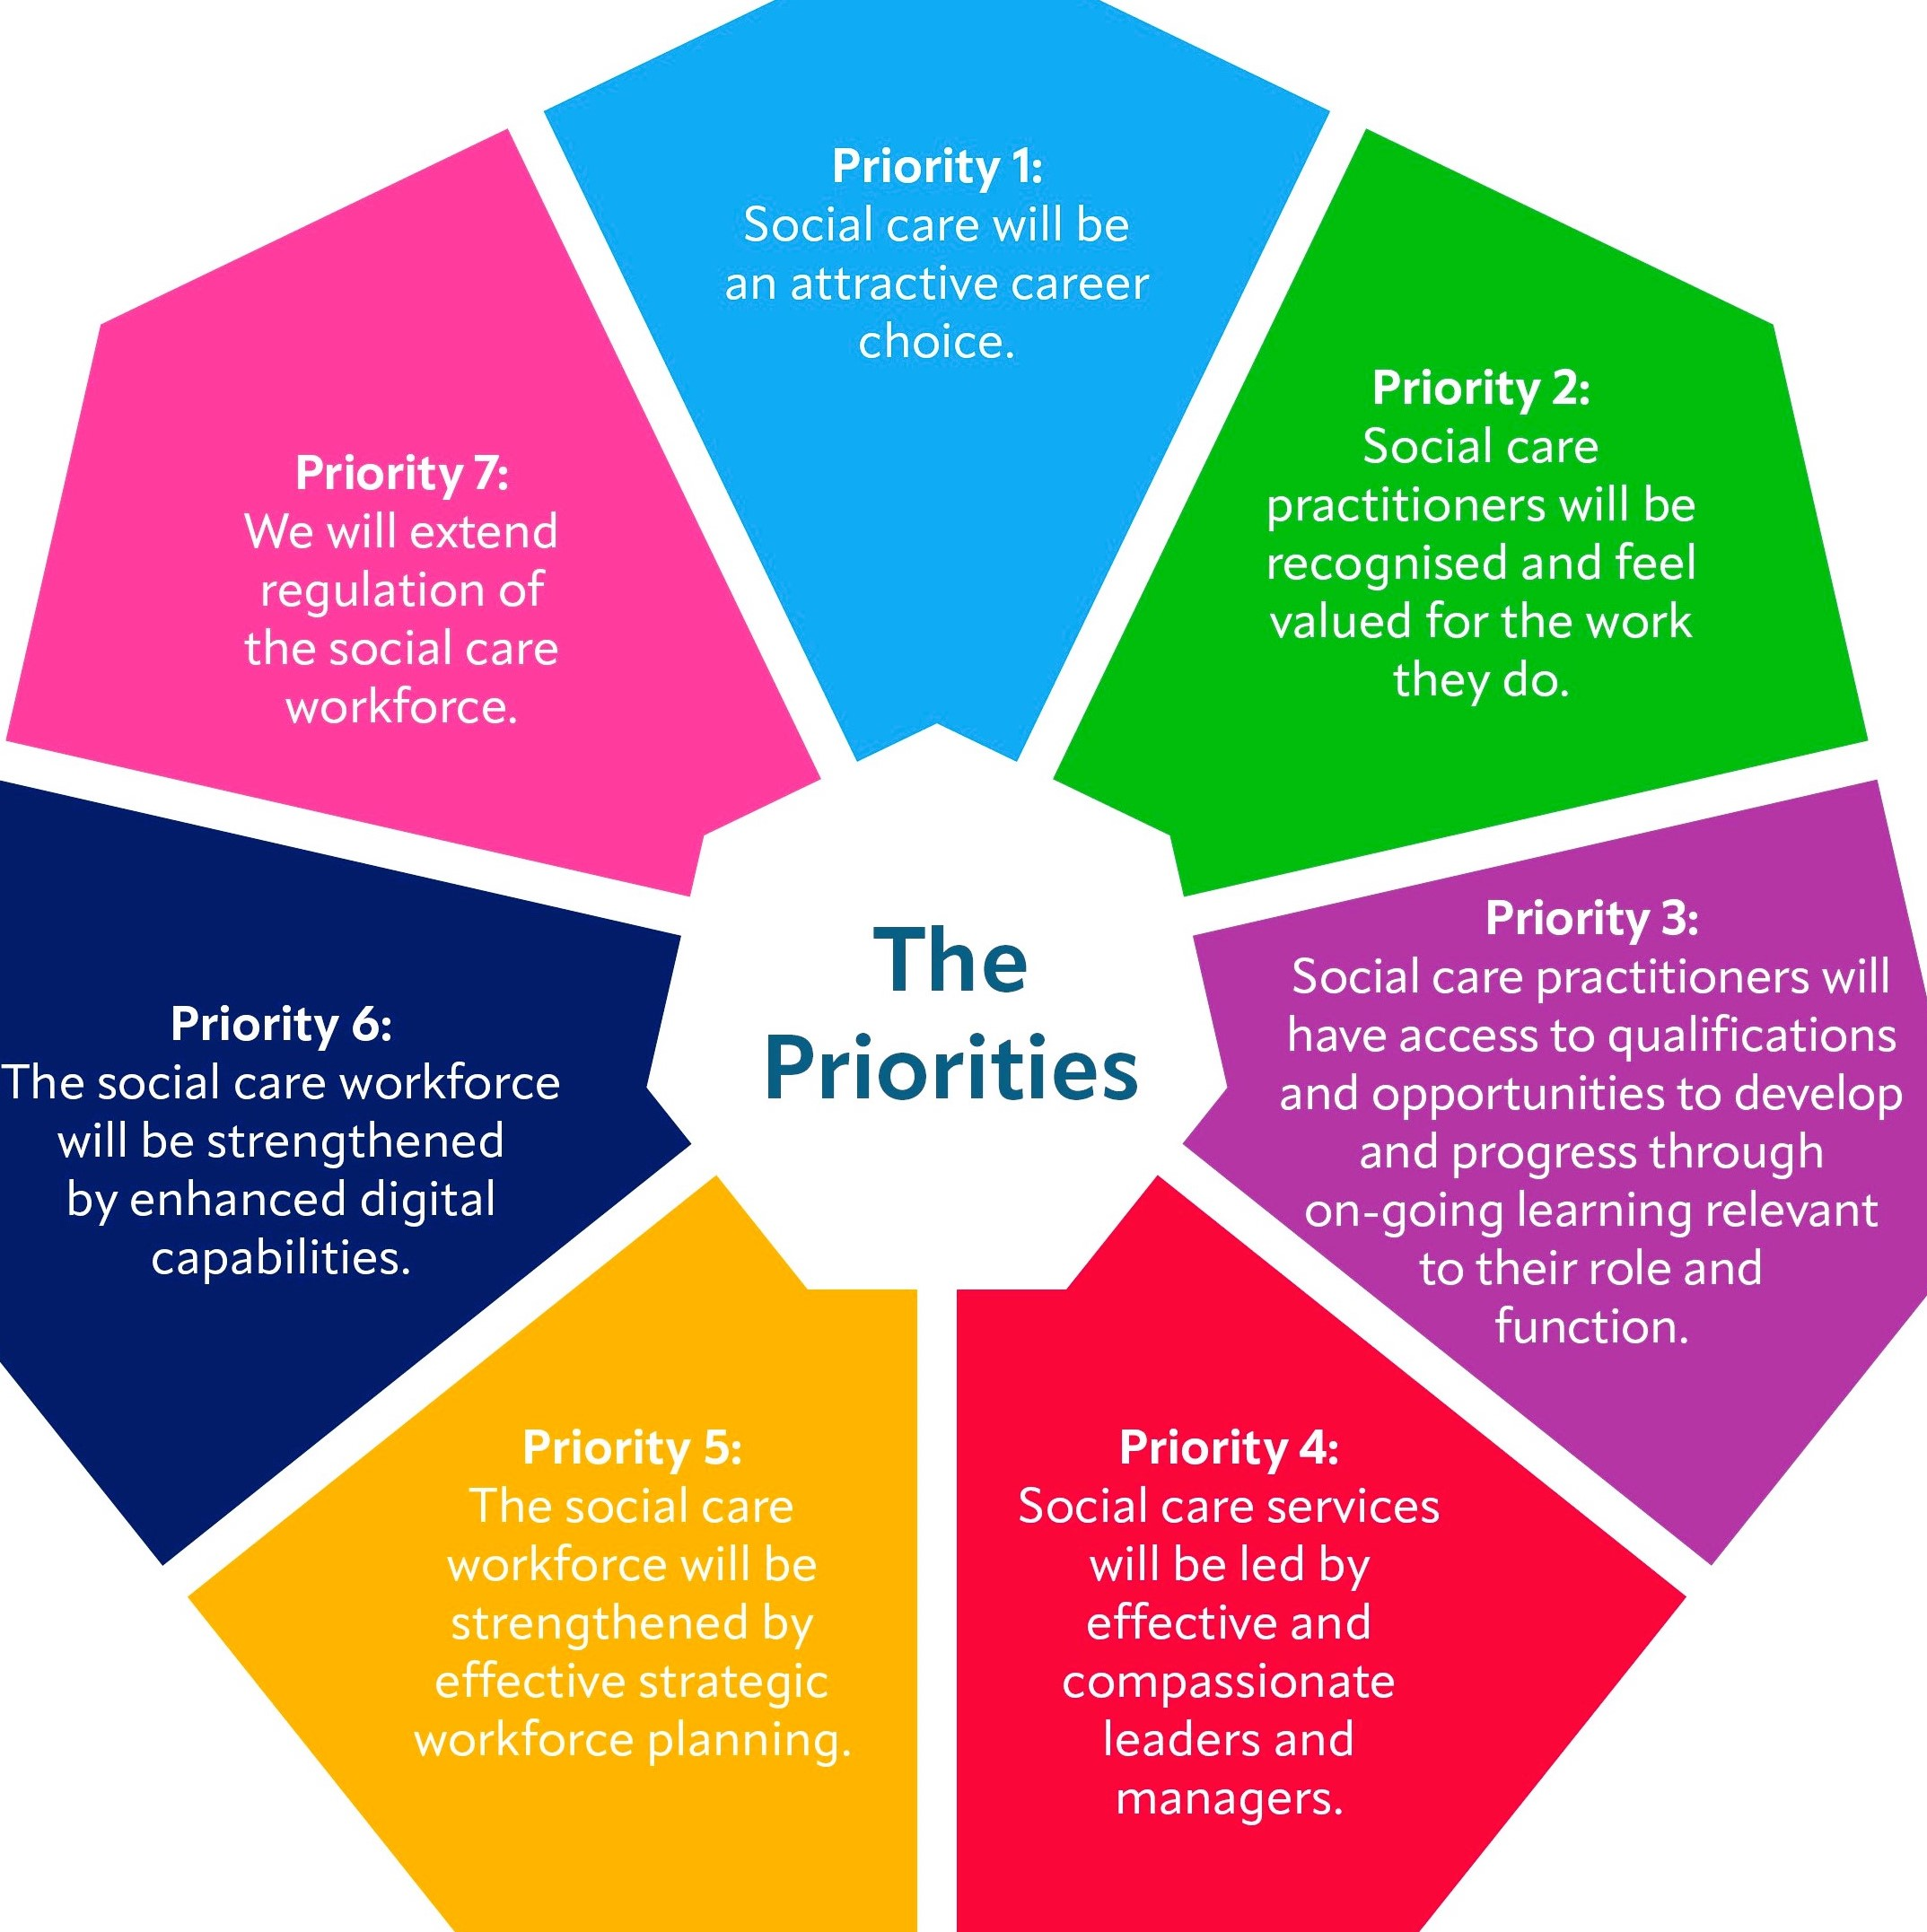 Priority 1:
Social care will be
an attractive career
choice.
Priority 2:
Social care
practitioners will be
recognised and feel
valued for the work
they do.
Priority 3:
Social care practitioners will
have access to qualifications
and opportunities to develop
and progress through
on-going learning relevant
to their role and
function.
Priority 4:
Social care services
will be led by
effective and
compassionate
leaders and
managers.
Priority 5:
The social care
workforce will be
strengthened by
effective strategic
workforce planning.
Priority 6:
The social care workforce
will be strengthened
by enhanced digital
capabilities.
Priority 7:
We will extend
regulation of
the social care
workforce.
The
Priorities